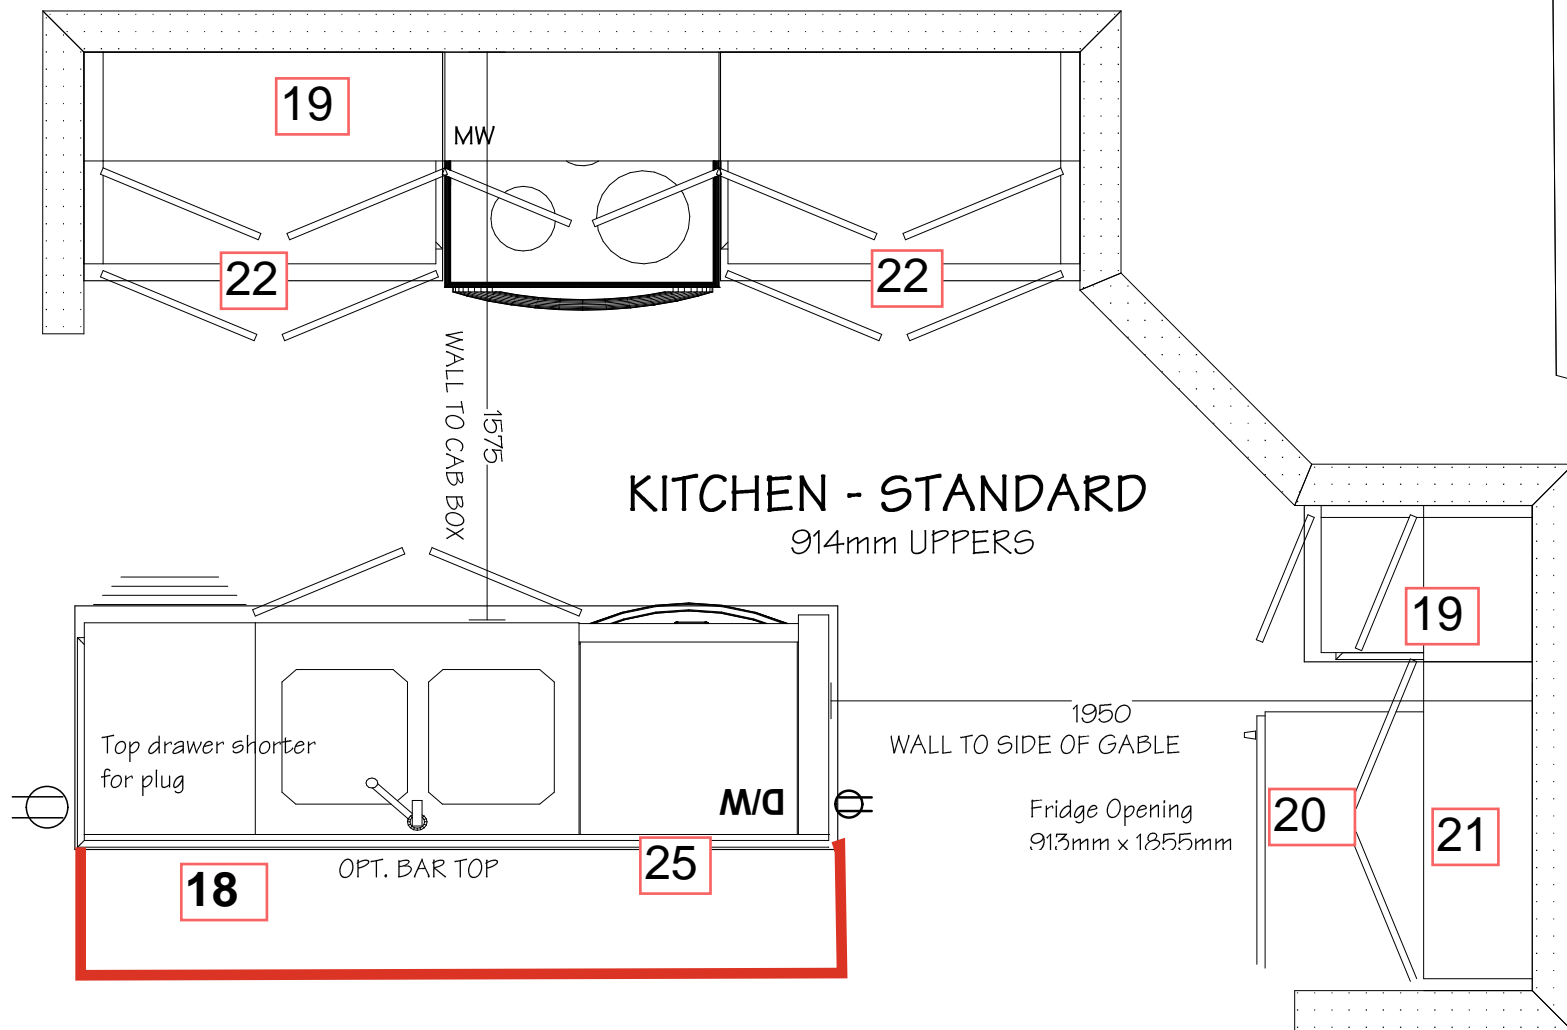 19
MW
22
22
WALL TO CAB BOX
1575
KITCHEN - STANDARD
914mm UPPERS
19
1950
WALL TO SIDE OF GABLE
Top drawer shorter
for plug
D/W
Fridge Opening
913mm x 1855mm
20
21
OPT. BAR TOP
25
18